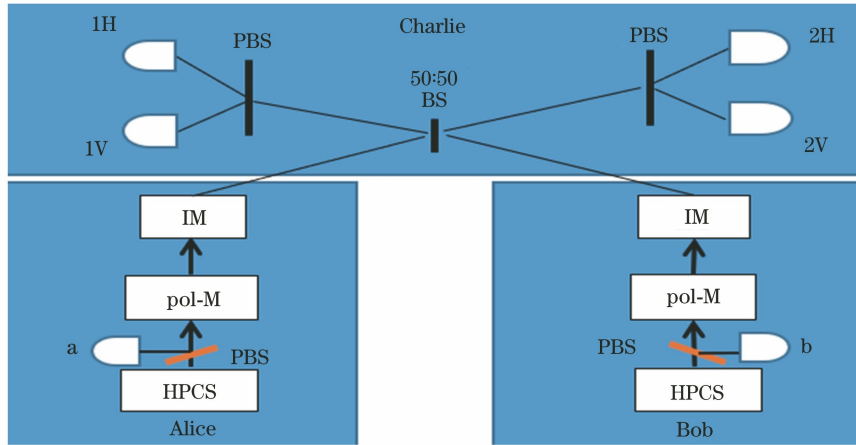 1H
PBS
Charlie
PBS
2H
50:50
BS
1V
2V
IM
IM
pol-M
pol-M
a
PBS
PBS
b
HPCS
HPCS
Alice
Bob